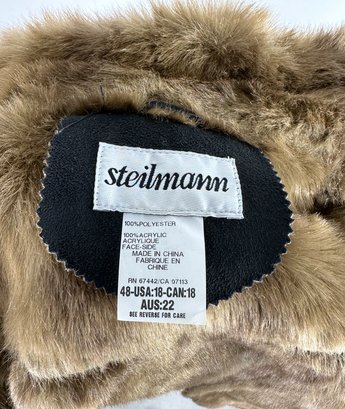 steilmann
100%POLYESTER
100%ACRYLIC
ACRYLIQUE
FACE-SIDE
MADE IN CHINA
FABRIQUE EN
CHINE
RN 67442/CA 07113
48-USA:18-CAN:18
AUS:22
SEE REVERSE FOR CARE